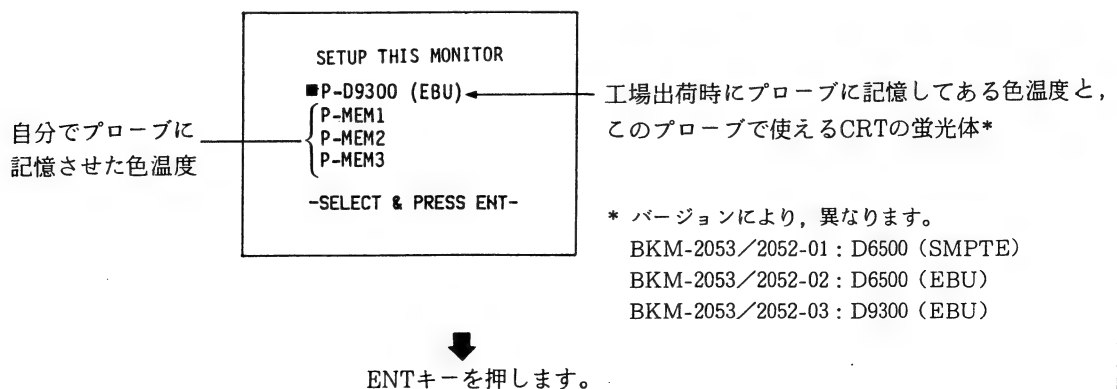 SETUP THIS MONITOR
■P-D9300 (EBU)
P-MEM1
P-MEM2
P-MEM3
-SELECT & PRESS ENT-
自分でプローブに
記憶させた色温度
工場出荷時にプローブに記憶してある色温度と，
このプローブで使えるCRTの蛍光体*
* バージョンにより，異なります。
BKM-2053／2052-01 : D6500 (SMPTE)
BKM-2053／2052-02 : D6500 (EBU)
BKM-2053／2052-03 : D9300 (EBU)
ENTキーを押します。